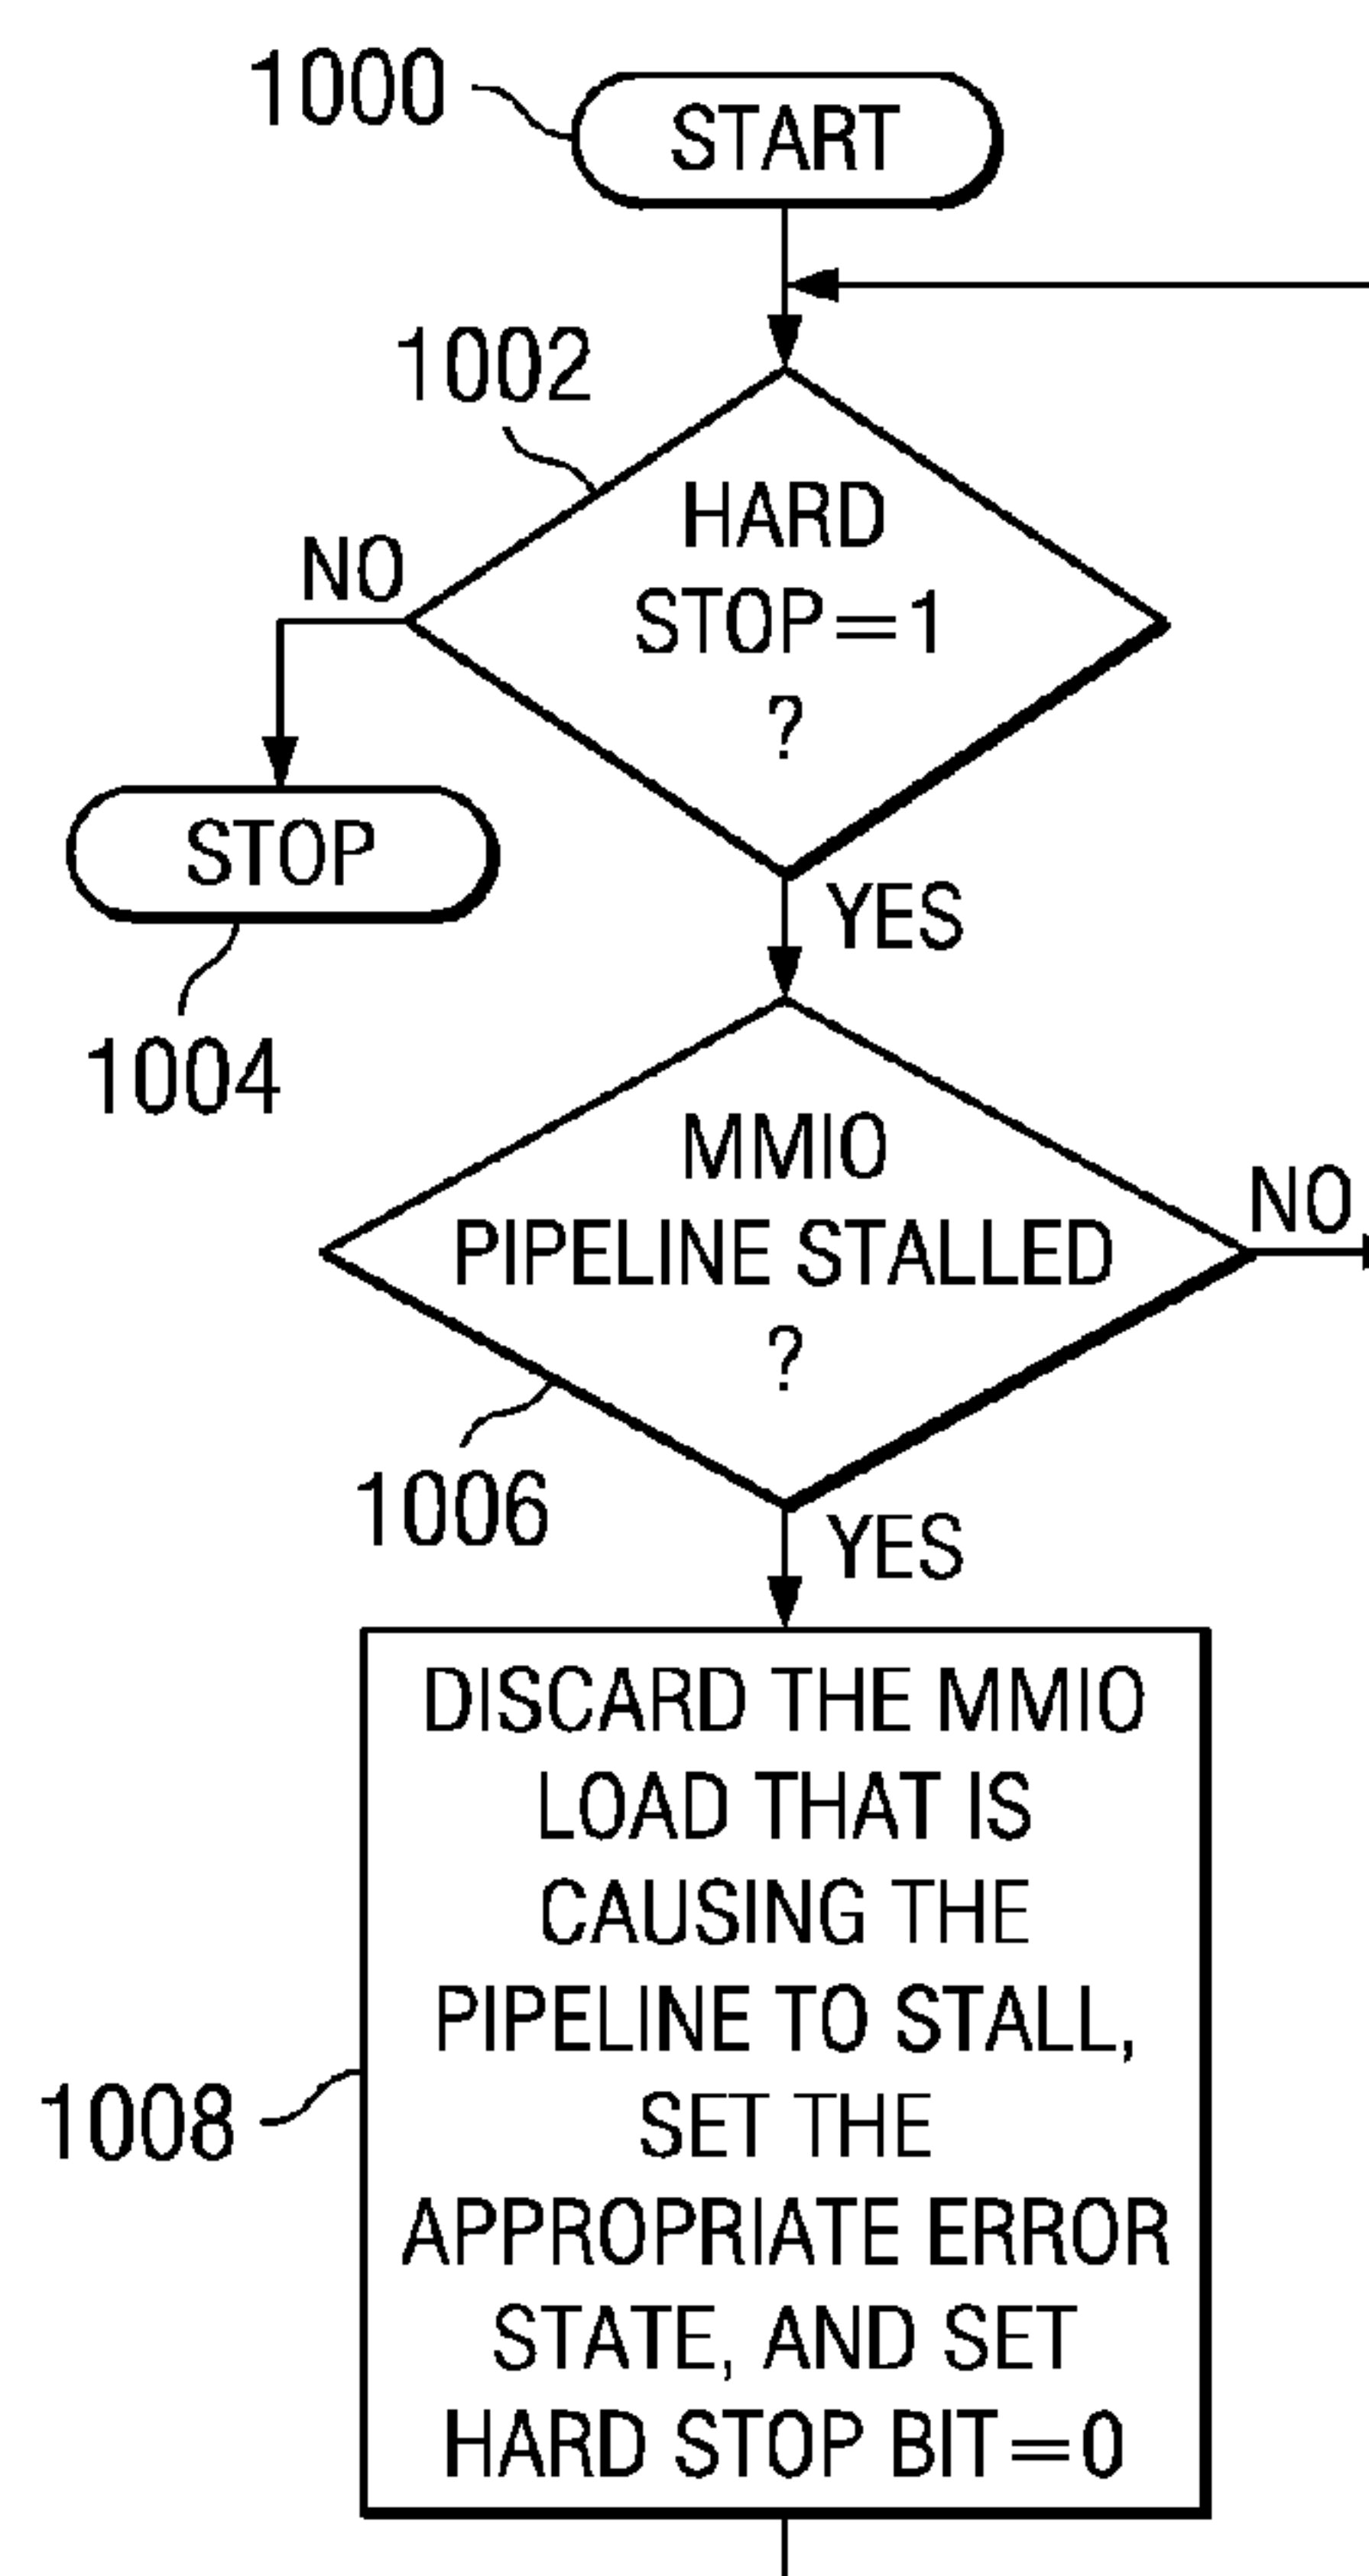 1000
START
1002
HARD
STOP=1
?
NO
STOP
YES
1004
MMIO
PIPELINE STALLED
?
NO
1006
YES
DISCARD THE MMIO
LOAD THAT IS
CAUSING THE
PIPELINE TO STALL,
SET THE
APPROPRIATE ERROR
STATE, AND SET
HARD STOP BIT=0
1008